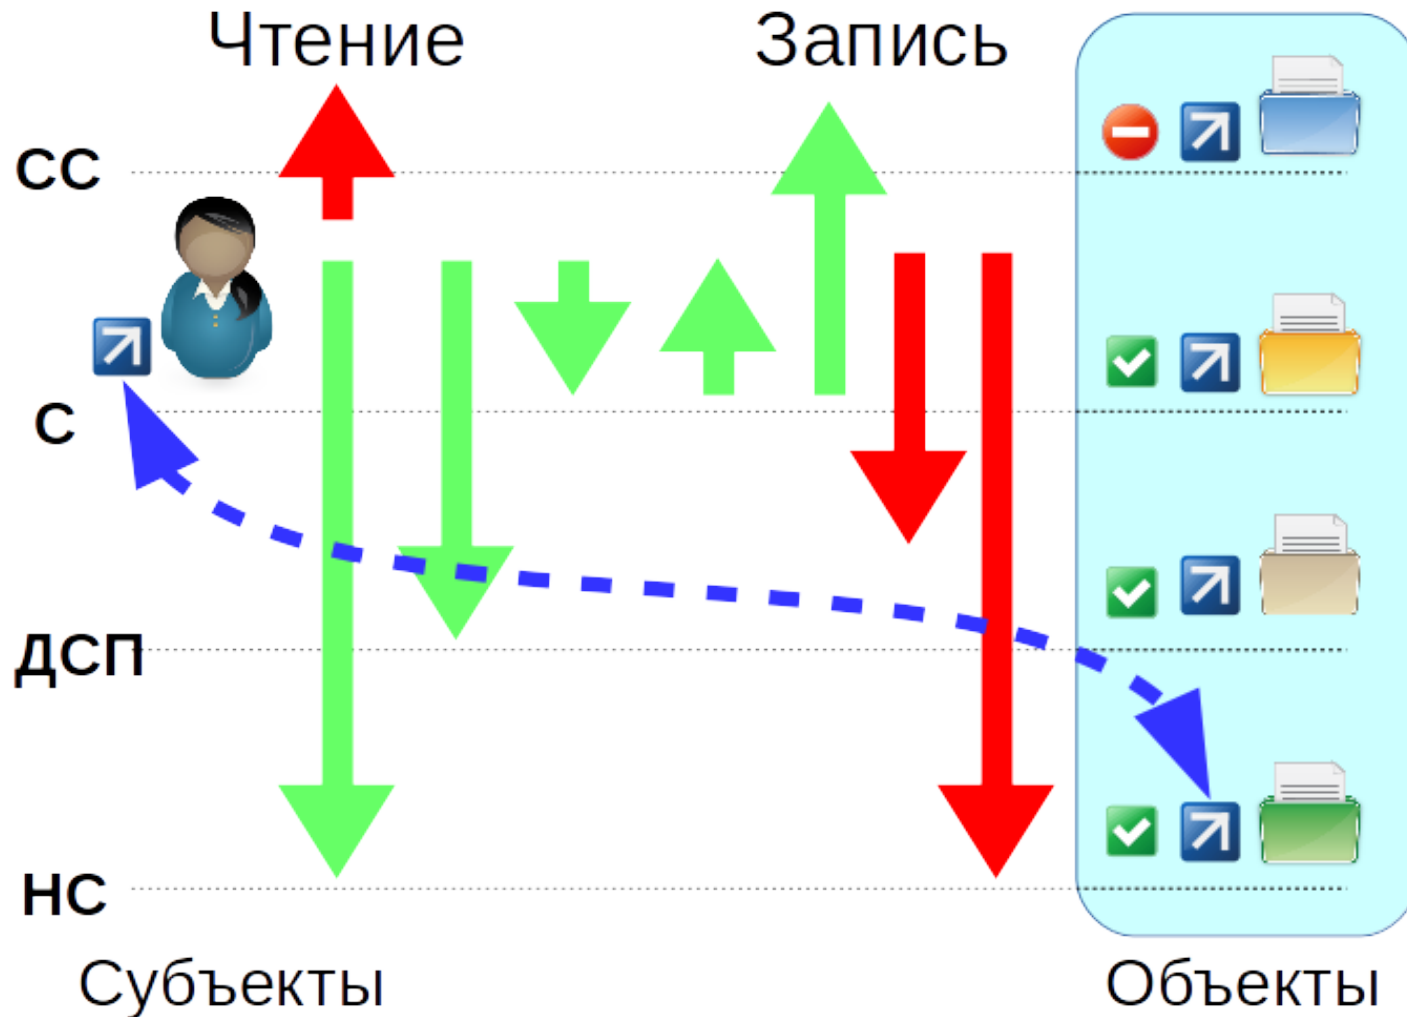 Чтение
Запись
СС
С
ДСП
НС
Субъекты
Объекты